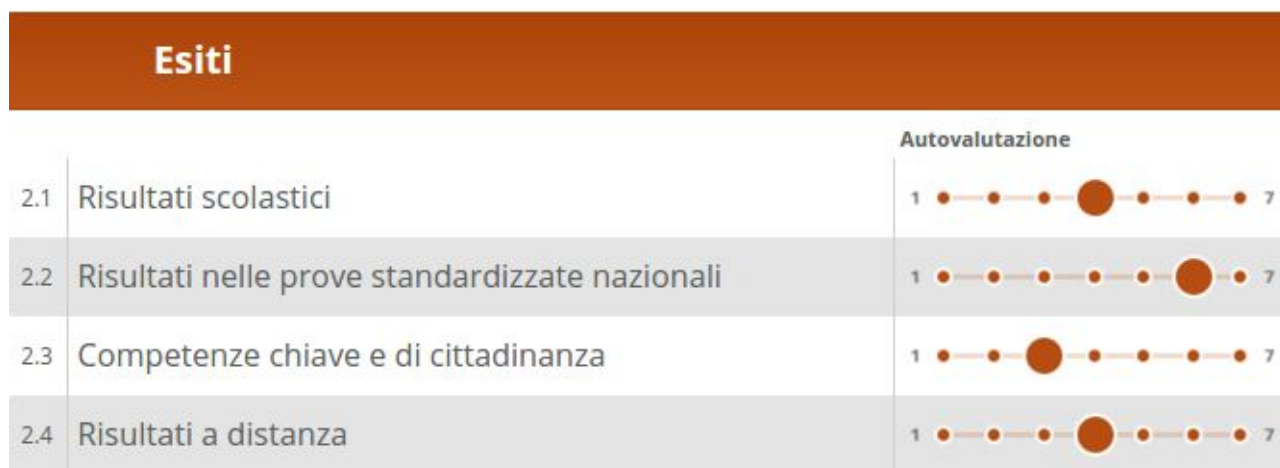 Esiti
Autovalutazione
2.1 Risultati scolastici 1 7
2.2 Risultati nelle prove standardizzate nazionali 1 7
2.3 Competenze chiave e di cittadinanza 1 7
2.4 Risultati a distanza 1 7